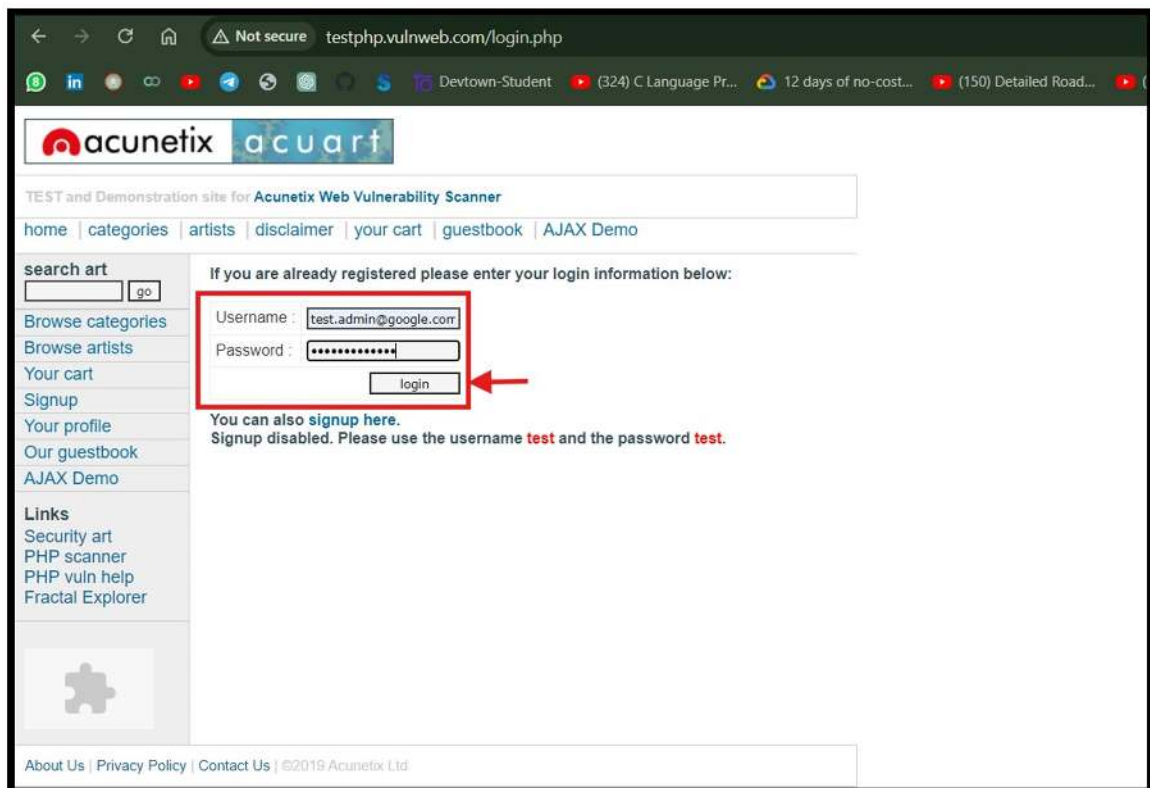 Not secure testphp.vulnweb.com/login.php
Devtown-Student (324) C Language Pr... 12 days of no-cost... (150) Detailed Road...
acunetix acuart
TEST and Demonstration site for Acunetix Web Vulnerability Scanner
home | categories | artists | disclaimer | your cart | guestbook | AJAX Demo
search art
go
Browse categories
Browse artists
Your cart
Signup
Your profile
Our guestbook
AJAX Demo
Links
Security art
PHP scanner
PHP vuln help
Fractal Explorer
If you are already registered please enter your login information below:
Username : test.admin@google.com
Password : •••••••••••••
login
You can also signup here.
Signup disabled. Please use the username test and the password test.
About Us | Privacy Policy | Contact Us | ©2019 Acunetix Ltd